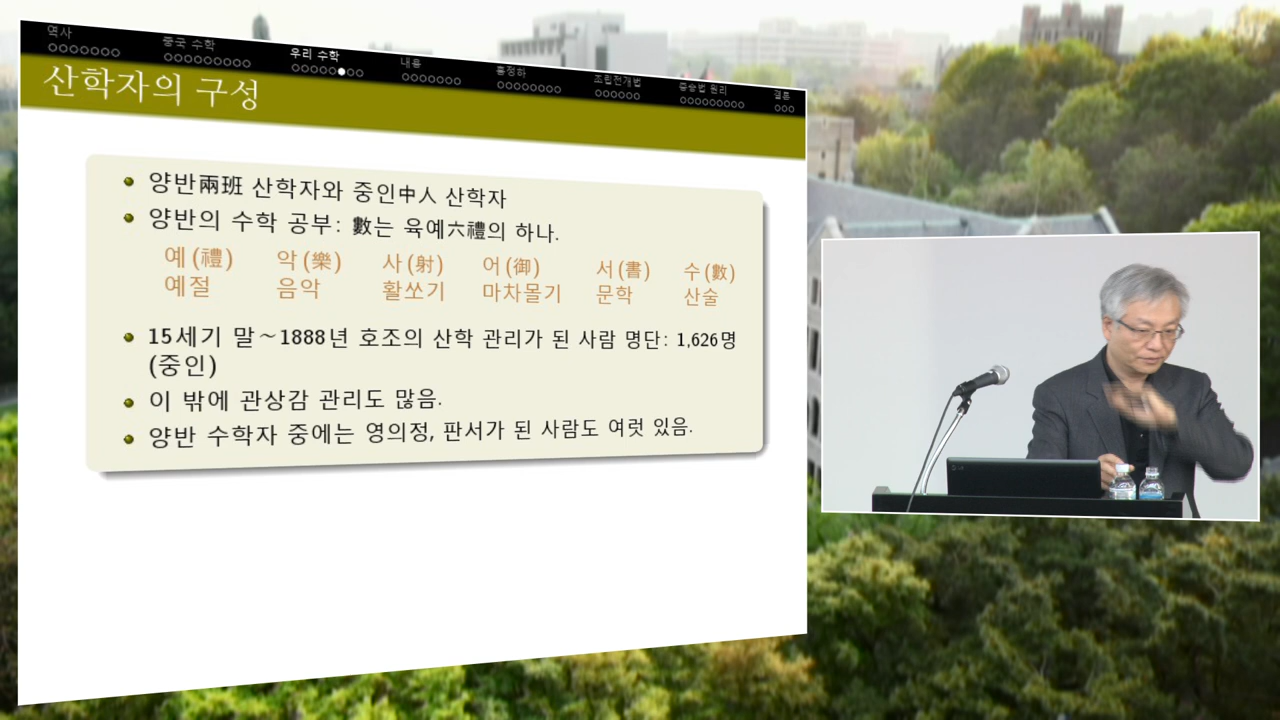 역사
중국 수학
우리 수학
내용
홍정하
조립전개법
증승법 원리
결론
산학자의 구성
양반兩班 산학자와 중인中人 산학자
양반의 수학 공부: 數는 육예六禮의 하나.
예(禮) 악(樂) 사(射) 어(御) 서(書) 수(數)
예절 음악 활쏘기 마차몰기 문학 산술
15세기 말~1888년 호조의 산학 관리가 된 사람 명단: 1,626명
(중인)
이 밖에 관상감 관리도 많음.
양반 수학자 중에는 영의정, 판서가 된 사람도 여럿 있음.